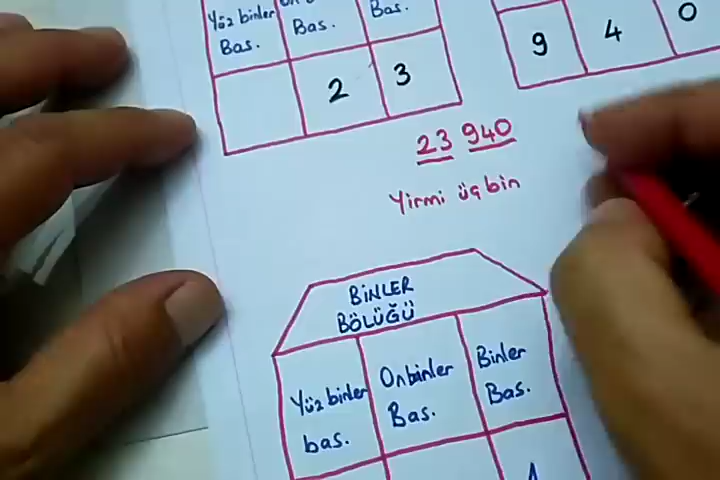 Yüz binler
Bas.
Bas.
Bas.
2 3
9 4 0
23 940
Yirmi üç bin
BİNLER
BÖLÜĞÜ
Yüz binler
bas.
Onbinler
Bas.
Binler
Bas.